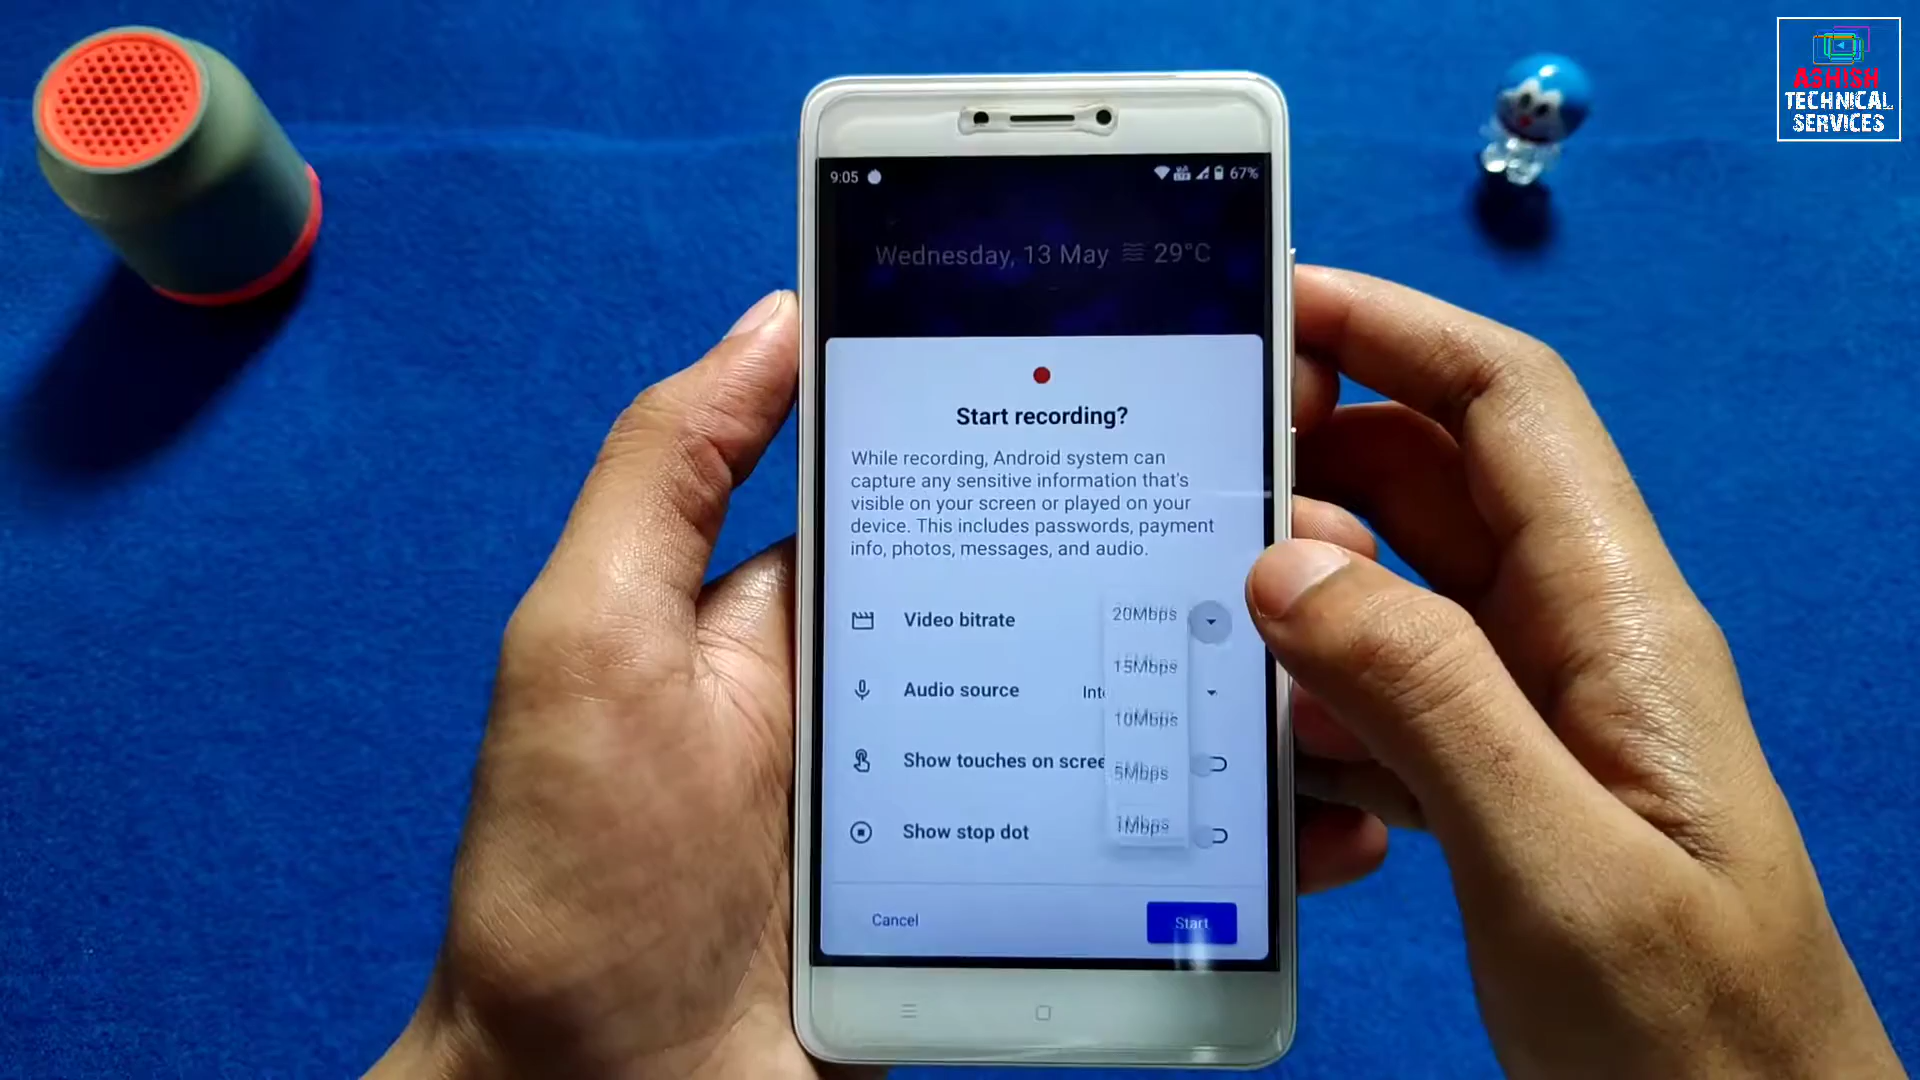 ASHISH
TECHNICAL
SERVICES
9:05
67%
Wednesday, 13 May 29°C
Start recording?
While recording, Android system can
capture any sensitive information that's
visible on your screen or played on your
device. This includes passwords, payment
info, photos, messages, and audio.
Video bitrate
20Mbps
15Mbps
Audio source
10Mbps
Show touches on scree
5Mbps
Show stop dot
1Mbps
Cancel
Start